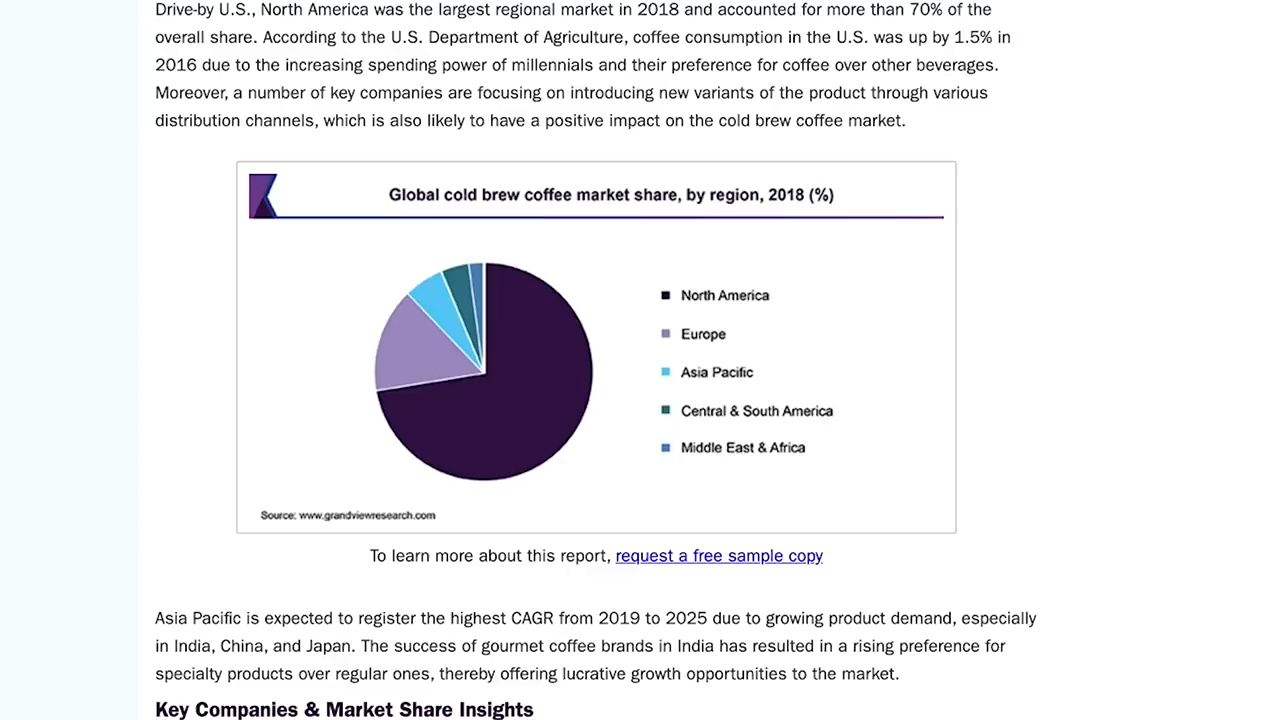 Drive-by U.S., North America was the largest regional market in 2018 and accounted for more than 70% of the
overall share. According to the U.S. Department of Agriculture, coffee consumption in the U.S. was up by 1.5% in
2016 due to the increasing spending power of millennials and their preference for coffee over other beverages.
Moreover, a number of key companies are focusing on introducing new variants of the product through various
distribution channels, which is also likely to have a positive impact on the cold brew coffee market.
Global cold brew coffee market share, by region, 2018 (%)
North America
Europe
Asia Pacific
Central & South America
Middle East & Africa
Source: www.grandviewresearch.com
To learn more about this report, request a free sample copy
Asia Pacific is expected to register the highest CAGR from 2019 to 2025 due to growing product demand, especially
in India, China, and Japan. The success of gourmet coffee brands in India has resulted in a rising preference for
specialty products over regular ones, thereby offering lucrative growth opportunities to the market.
Key Companies & Market Share Insights